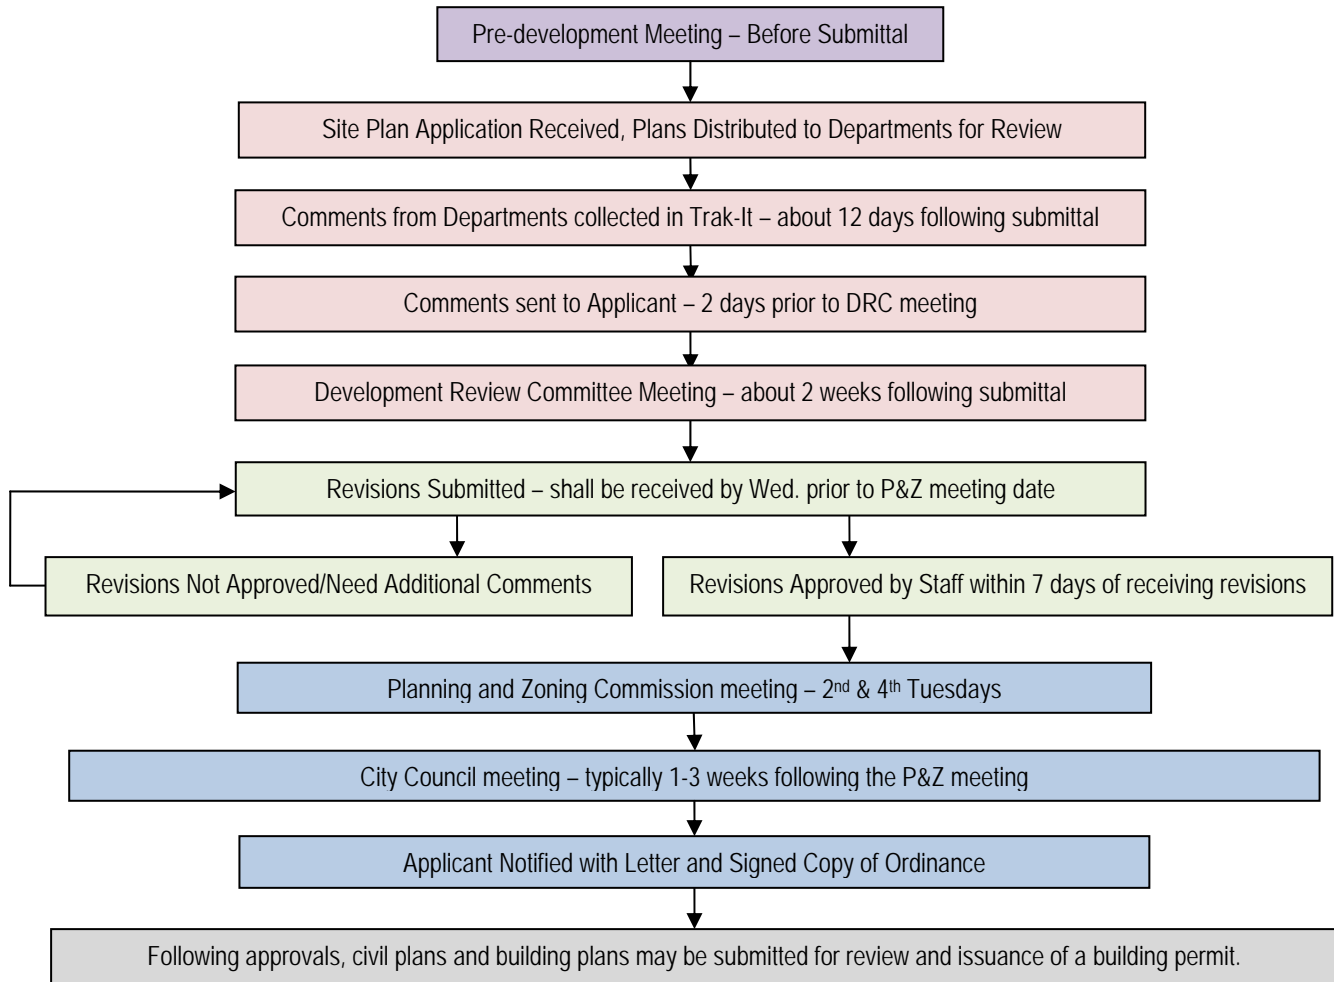 Pre-development Meeting – Before Submittal
Site Plan Application Received, Plans Distributed to Departments for Review
Comments from Departments collected in Trak-It – about 12 days following submittal
Comments sent to Applicant – 2 days prior to DRC meeting
Development Review Committee Meeting – about 2 weeks following submittal
Revisions Submitted – shall be received by Wed. prior to P&Z meeting date
Revisions Not Approved/Need Additional Comments
Revisions Approved by Staff within 7 days of receiving revisions
Planning and Zoning Commission meeting – 2nd & 4th Tuesdays
City Council meeting – typically 1-3 weeks following the P&Z meeting
Applicant Notified with Letter and Signed Copy of Ordinance
Following approvals, civil plans and building plans may be submitted for review and issuance of a building permit.